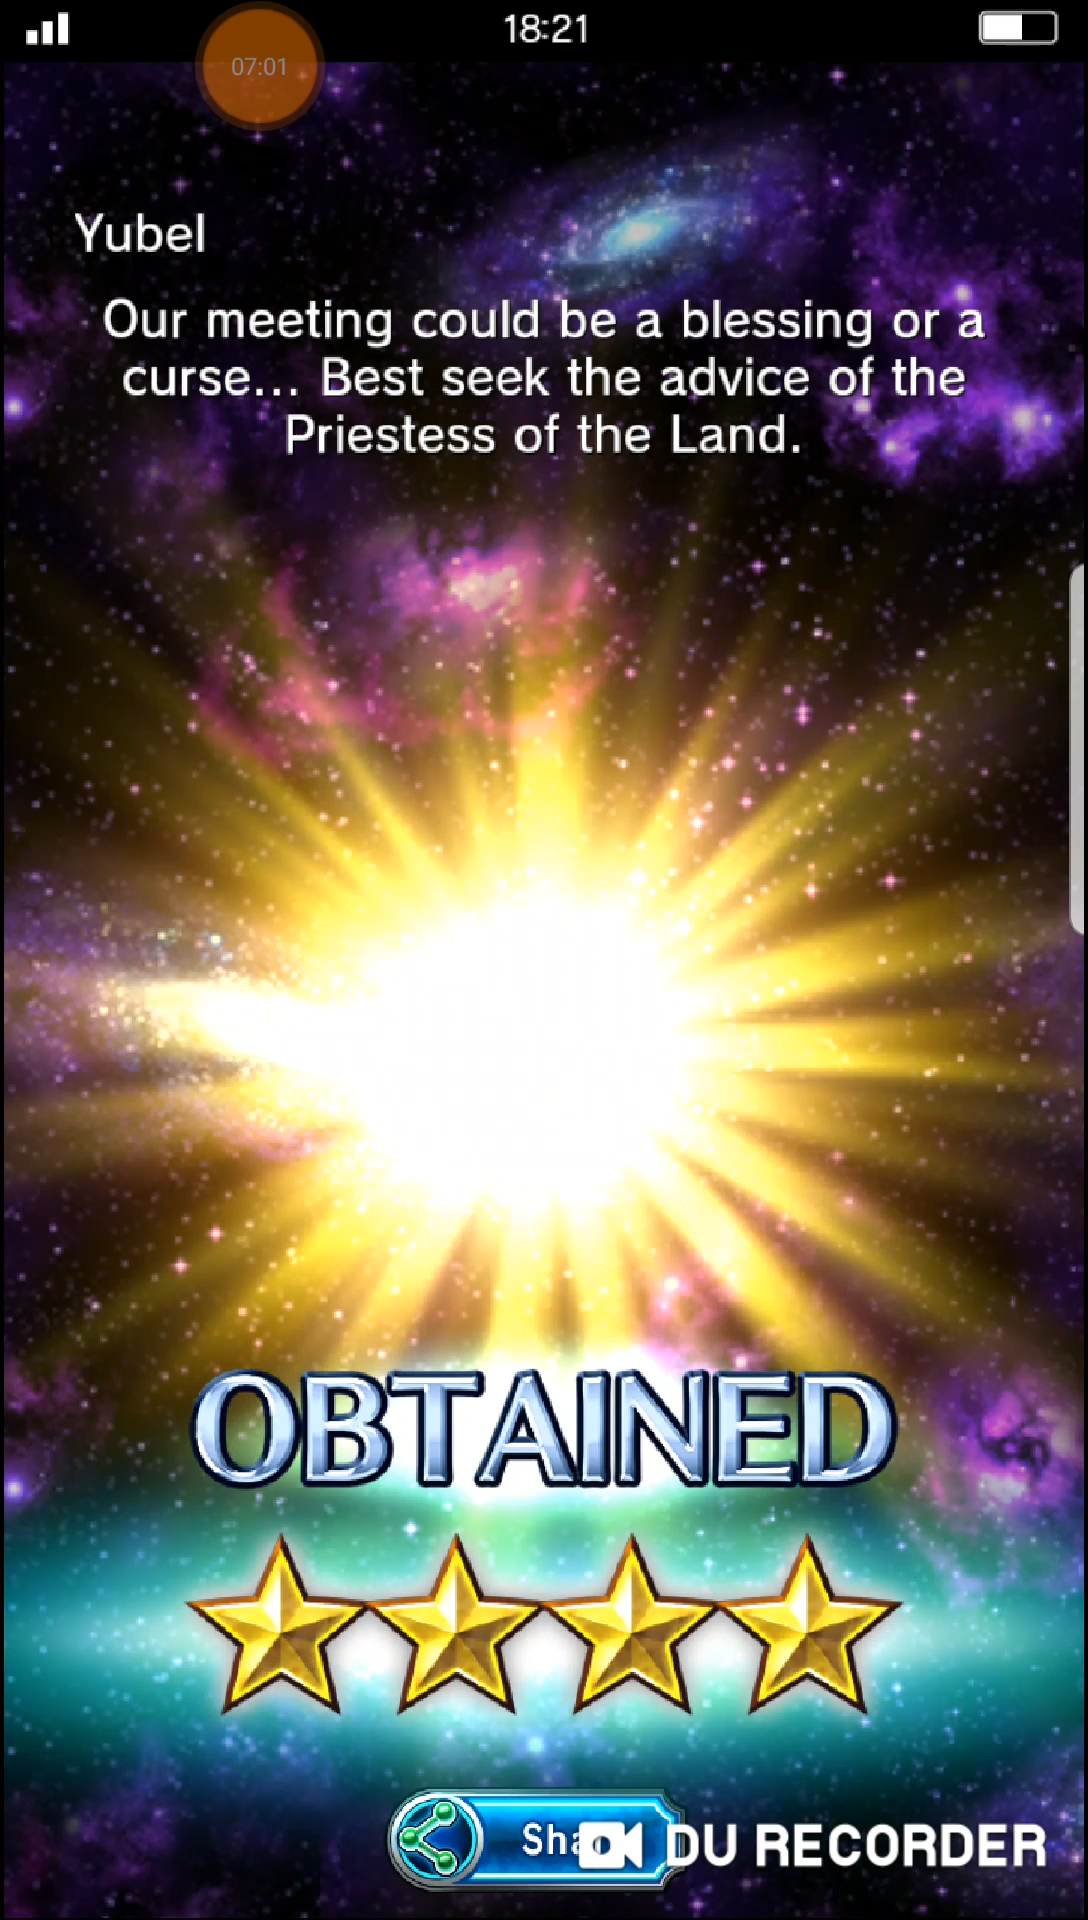 18:21
07:01
Yubel
Our meeting could be a blessing or a
curse... Best seek the advice of the
Priestess of the Land.
OBTAINED
DU RECORDER